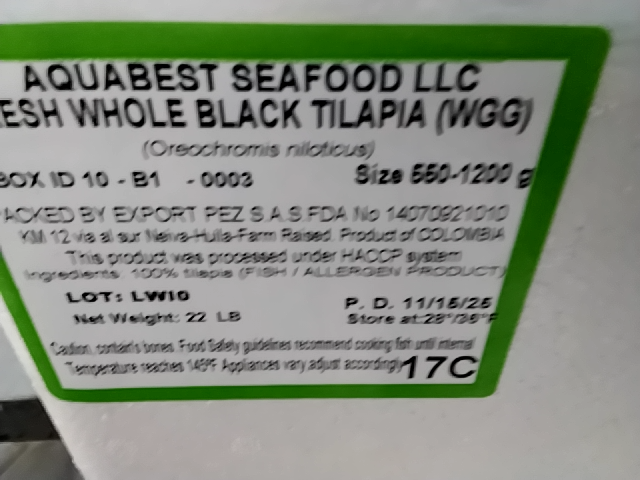 AQUABEST SEAFOOD LLC
ESH WHOLE BLACK TILAPIA (WGG)
(Oreochromis niloticus)
BOX ID 10 - B1 - 0003
Size 550-1200 g
ACKED BY EXPORT PEZ S.A.S.FDA No 14070921010
KM 12 via al sur Neiva-Huila-Farm Raised. Product of COLOMBIA
This product was processed under HACCP system
Ingredients: 100% tilapia (FISH / ALLERGEN PRODUCT)
LOT: LW10
P. D. 11/15/25
Net Weight: 22 LB
Store at:28°/35°F
Caution, contain's bones. Food Safety guidelines recommend cooking fish until internal
Temperature reaches 145°F Appliances vary adjust accordingly
17C